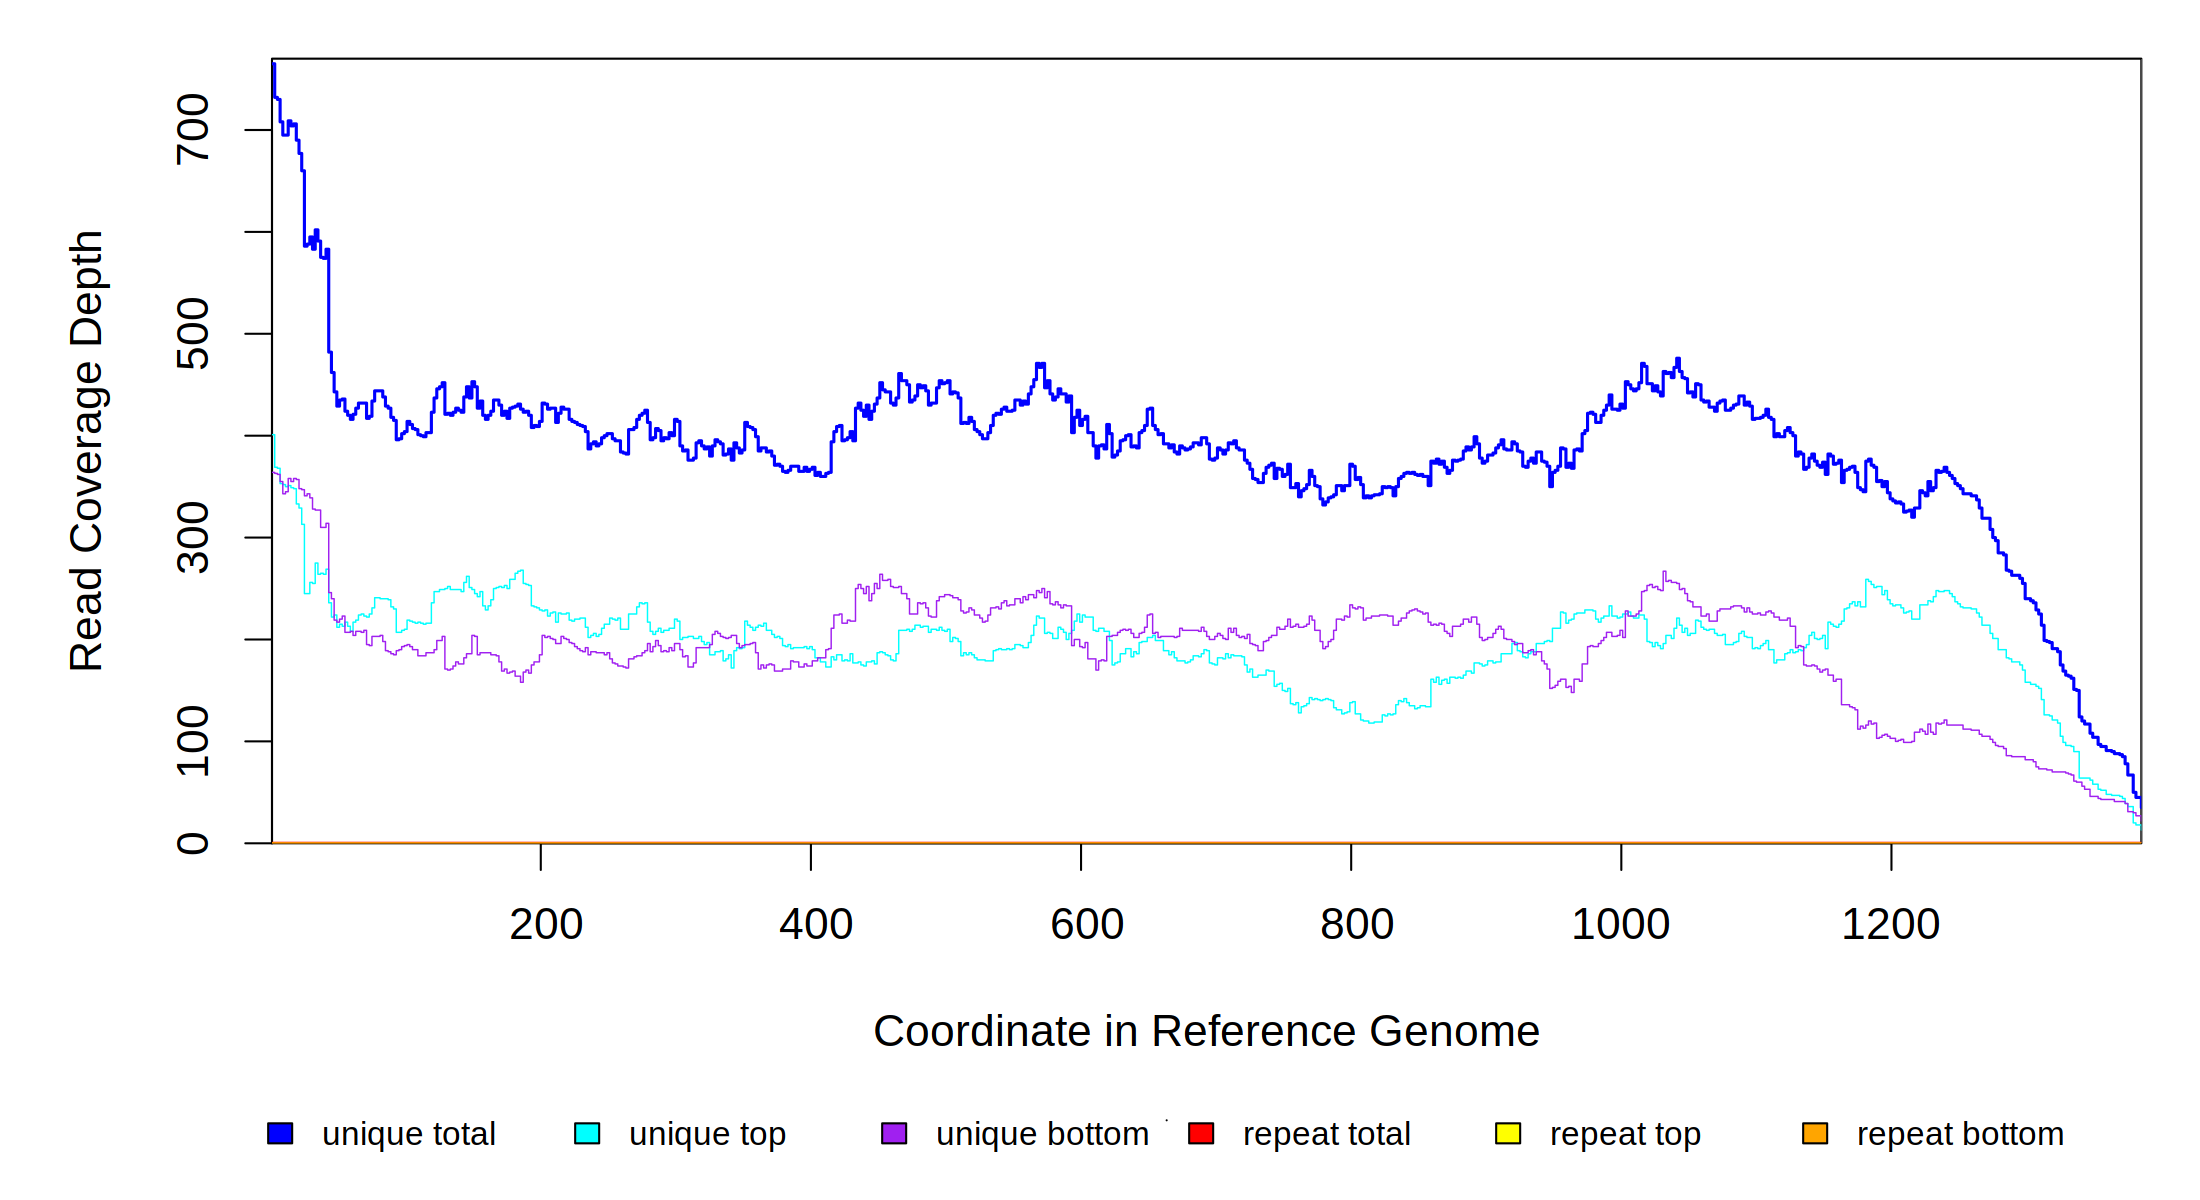 Read Coverage Depth
700
500
300
100
0
200 400 600 800 1000 1200
Coordinate in Reference Genome
unique total unique top unique bottom repeat total repeat top repeat bottom